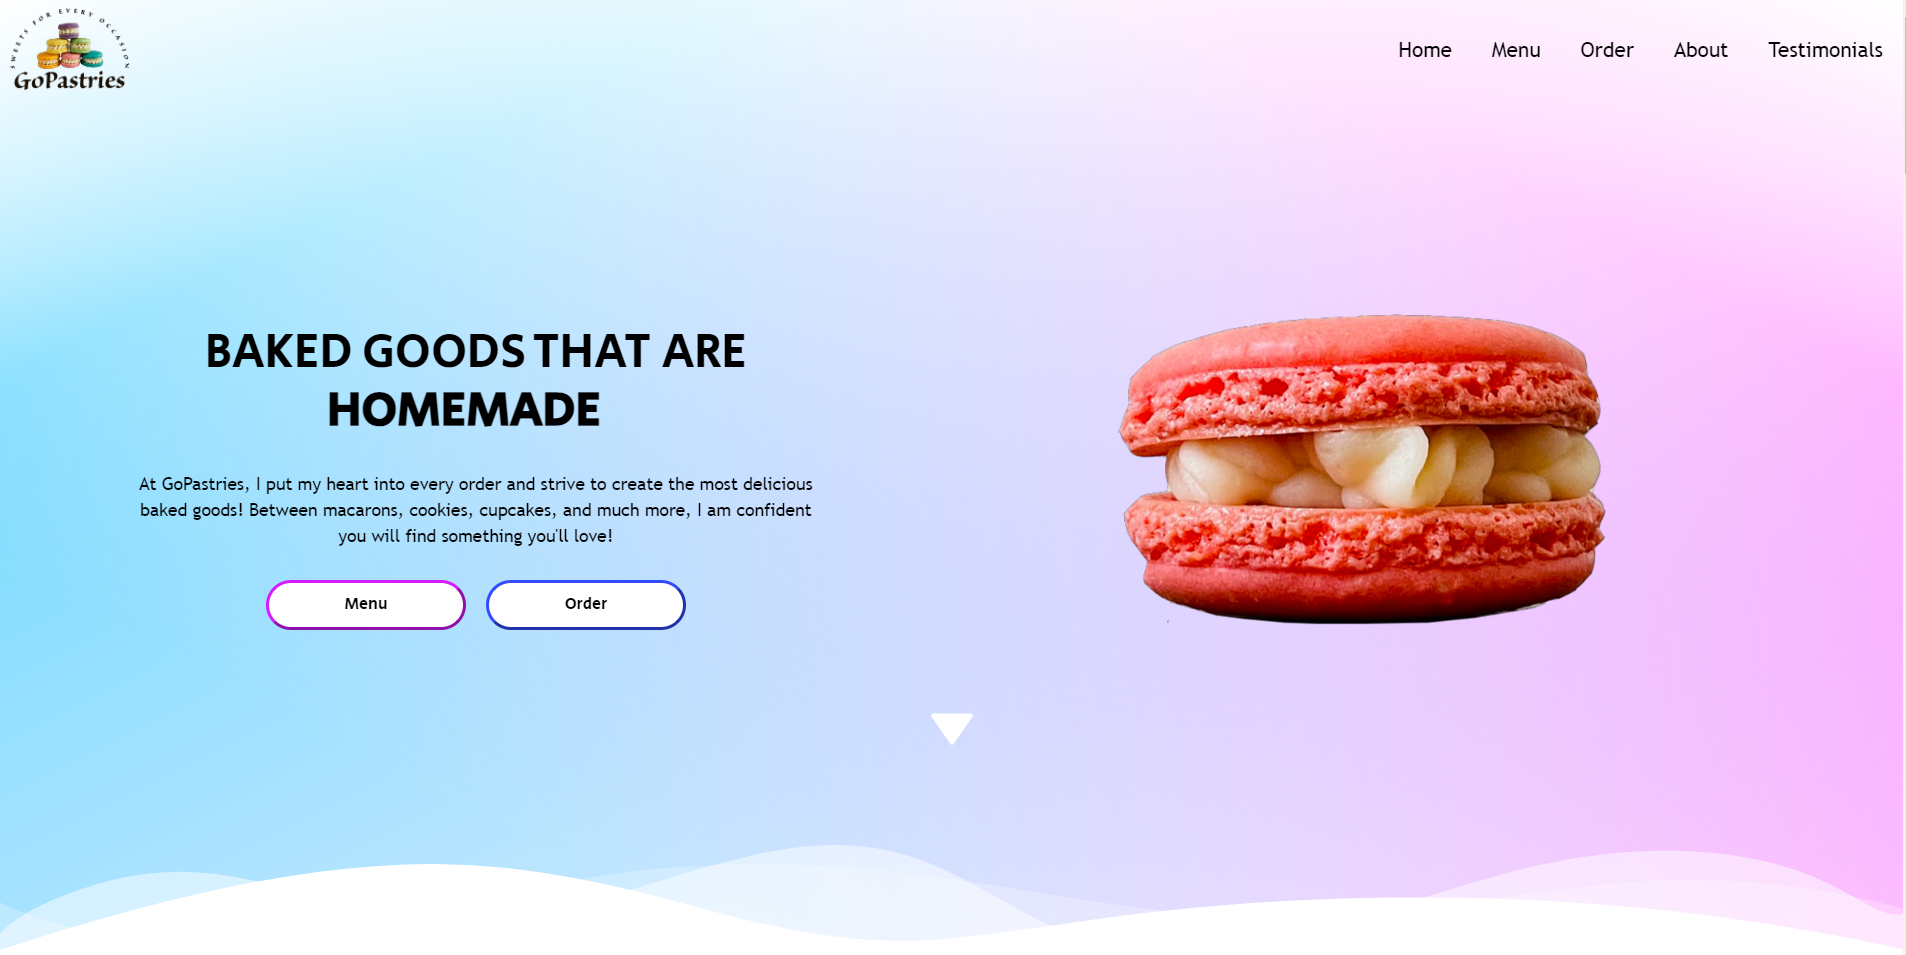 SWEETS FOR EVERY OCCASION
GoPastries
Home Menu Order About Testimonials
BAKED GOODS THAT ARE
HOMEMADE
At GoPastries, I put my heart into every order and strive to create the most delicious
baked goods! Between macarons, cookies, cupcakes, and much more, I am confident
you will find something you'll love!
Menu Order